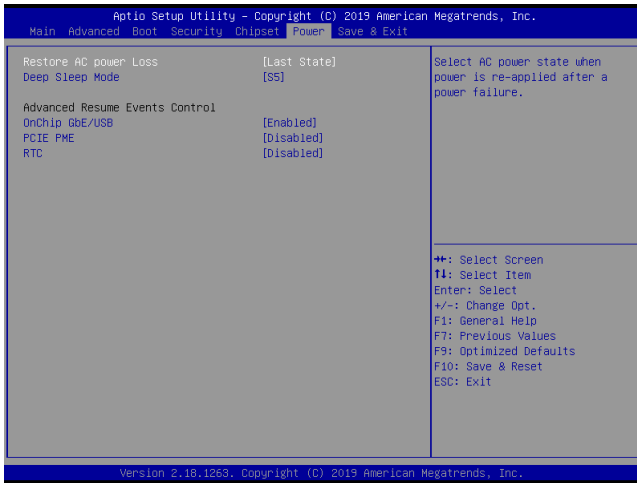 Aptio Setup Utility – Copyright (C) 2019 American Megatrends, Inc.
Main Advanced Boot Security Chipset Power Save & Exit
Restore AC power Loss [Last State]
Deep Sleep Mode [S5]
Advanced Resume Events Control
OnChip GbE/USB [Enabled]
PCIE PME [Disabled]
RTC [Disabled]
Select AC power state when
power is re-applied after a
power failure.
→←: Select Screen
↑↓: Select Item
Enter: Select
+/-: Change Opt.
F1: General Help
F7: Previous Values
F9: Optimized Defaults
F10: Save & Reset
ESC: Exit
Version 2.18.1263. Copyright (C) 2019 American Megatrends, Inc.